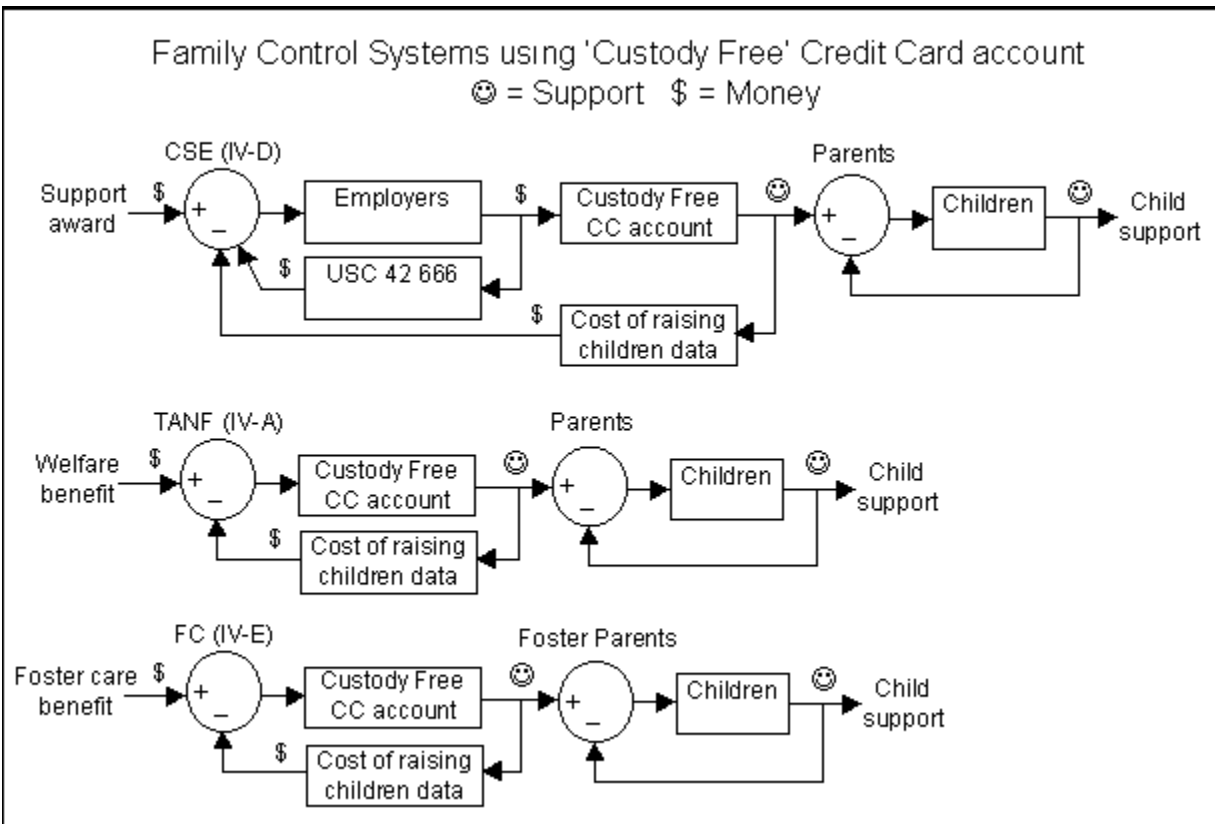 Family Control Systems using 'Custody Free' Credit Card account
☺ = Support $ = Money
CSE (IV-D)
Parents
Support
award
$
+
−
Employers
$
Custody Free
CC account
☺
+
−
Children
☺
Child
support
$
USC 42 666
$
Cost of raising
children data
TANF (IV-A)
Parents
Welfare
benefit
$
+
−
Custody Free
CC account
☺
+
−
Children
☺
Child
support
$
Cost of raising
children data
FC (IV-E)
Foster Parents
Foster care
benefit
$
+
−
Custody Free
CC account
☺
+
−
Children
☺
Child
support
$
Cost of raising
children data